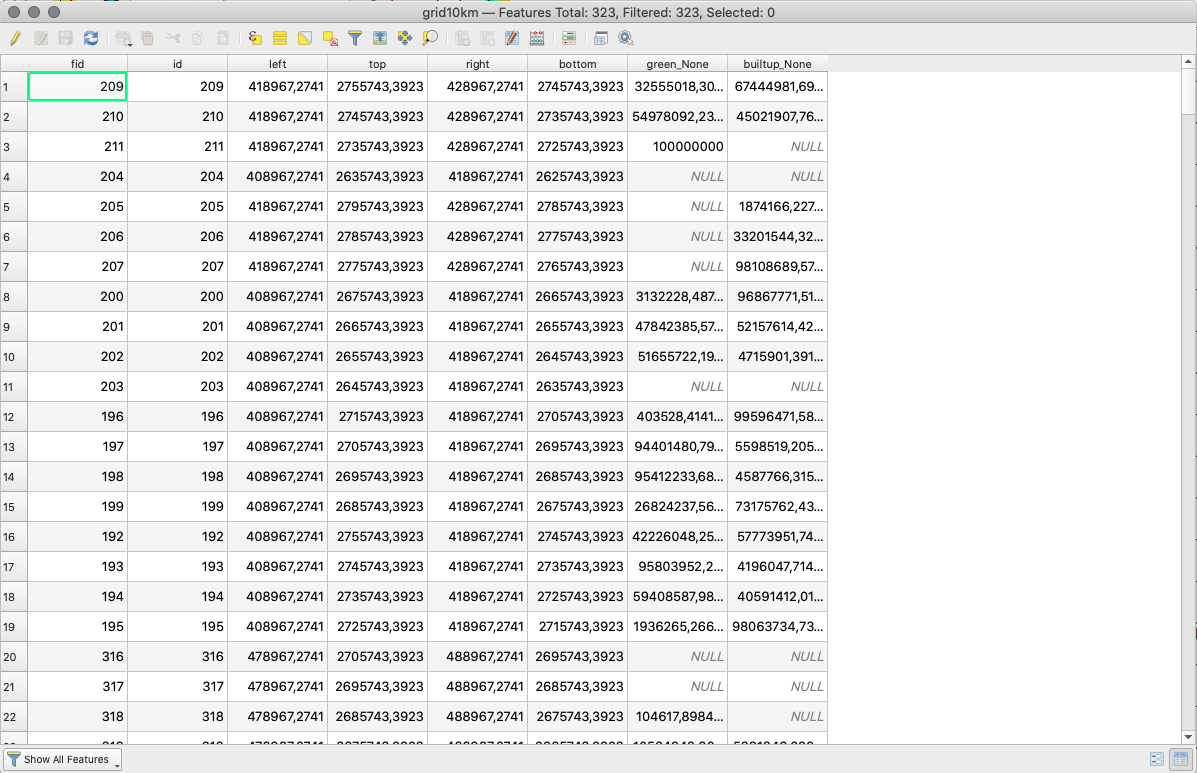 grid10km — Features Total: 323, Filtered: 323, Selected: 0
fid id left top right bottom green_None builtup_None
1 209 209 418967,2741 2755743,3923 428967,2741 2745743,3923 32555018,30... 67444981,69...
2 210 210 418967,2741 2745743,3923 428967,2741 2735743,3923 54978092,23... 45021907,76...
3 211 211 418967,2741 2735743,3923 428967,2741 2725743,3923 100000000 NULL
4 204 204 408967,2741 2635743,3923 418967,2741 2625743,3923 NULL NULL
5 205 205 418967,2741 2795743,3923 428967,2741 2785743,3923 NULL 1874166,227...
6 206 206 418967,2741 2785743,3923 428967,2741 2775743,3923 NULL 33201544,32...
7 207 207 418967,2741 2775743,3923 428967,2741 2765743,3923 NULL 98108689,57...
8 200 200 408967,2741 2675743,3923 418967,2741 2665743,3923 3132228,487... 96867771,51...
9 201 201 408967,2741 2665743,3923 418967,2741 2655743,3923 47842385,57... 52157614,42...
10 202 202 408967,2741 2655743,3923 418967,2741 2645743,3923 51655722,19... 4715901,391...
11 203 203 408967,2741 2645743,3923 418967,2741 2635743,3923 NULL NULL
12 196 196 408967,2741 2715743,3923 418967,2741 2705743,3923 403528,4141... 99596471,58...
13 197 197 408967,2741 2705743,3923 418967,2741 2695743,3923 94401480,79... 5598519,205...
14 198 198 408967,2741 2695743,3923 418967,2741 2685743,3923 95412233,68... 4587766,315...
15 199 199 408967,2741 2685743,3923 418967,2741 2675743,3923 26824237,56... 73175762,43...
16 192 192 408967,2741 2755743,3923 418967,2741 2745743,3923 42226048,25... 57773951,74...
17 193 193 408967,2741 2745743,3923 418967,2741 2735743,3923 95803952,2... 4196047,714...
18 194 194 408967,2741 2735743,3923 418967,2741 2725743,3923 59408587,98... 40591412,01...
19 195 195 408967,2741 2725743,3923 418967,2741 2715743,3923 1936265,266... 98063734,73...
20 316 316 478967,2741 2705743,3923 488967,2741 2695743,3923 NULL NULL
21 317 317 478967,2741 2695743,3923 488967,2741 2685743,3923 NULL NULL
22 318 318 478967,2741 2685743,3923 488967,2741 2675743,3923 104617,8984... NULL
Show All Features